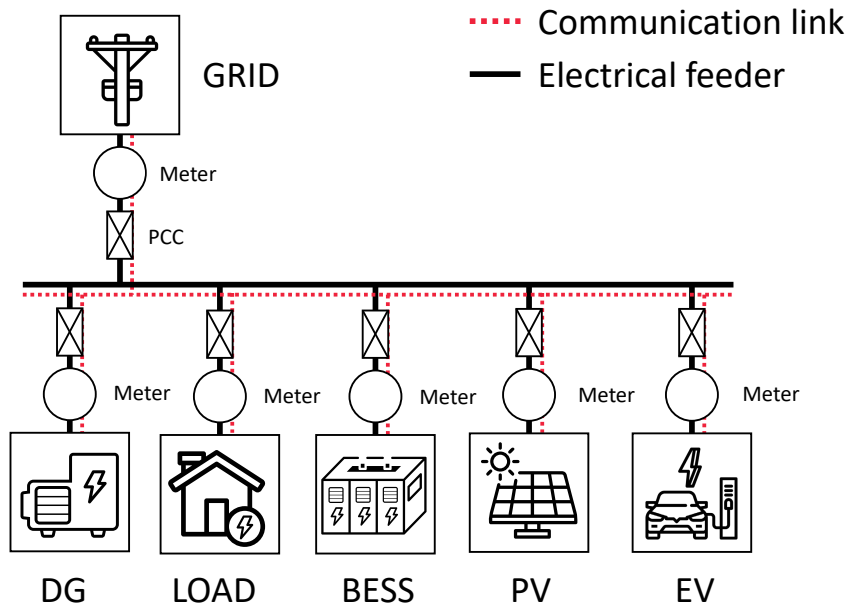 Communication link
GRID
Electrical feeder
Meter
PCC
Meter Meter Meter Meter Meter
DG LOAD BESS PV EV